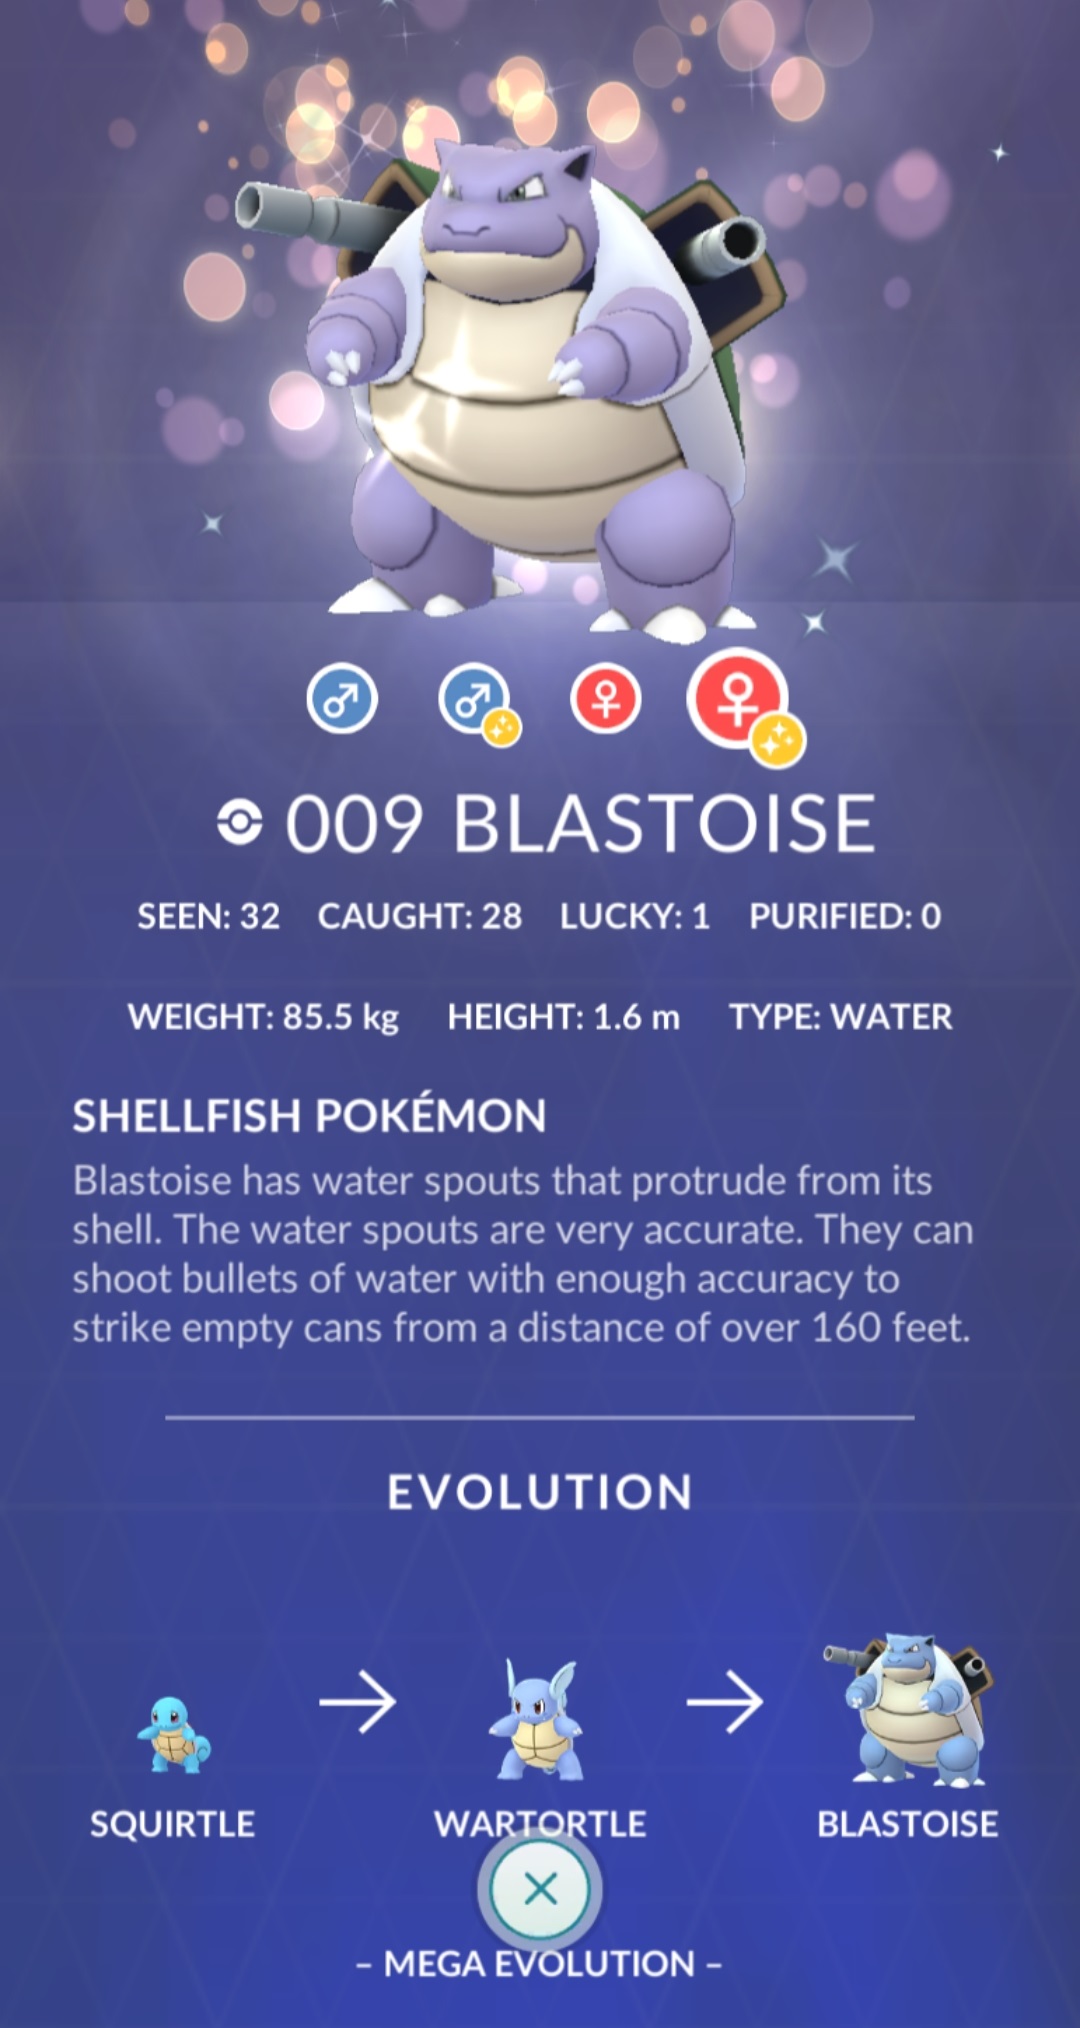 009 BLASTOISE
SEEN: 32 CAUGHT: 28 LUCKY: 1 PURIFIED: 0
WEIGHT: 85.5 kg HEIGHT: 1.6 m TYPE: WATER
SHELLFISH POKÉMON
Blastoise has water spouts that protrude from its
shell. The water spouts are very accurate. They can
shoot bullets of water with enough accuracy to
strike empty cans from a distance of over 160 feet.
EVOLUTION
SQUIRTLE WARTORTLE BLASTOISE
– MEGA EVOLUTION –